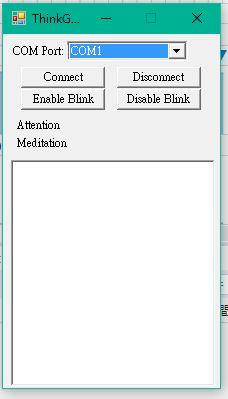 ThinkG...
COM Port: COM1
Connect Disconnect
Enable Blink Disable Blink
Attention
Meditation